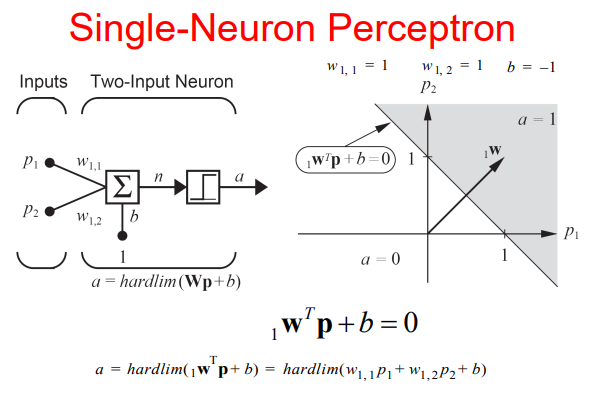 Single-Neuron Perceptron
Inputs Two-Input Neuron
p₁
p₂
w₁,₁
w₁,₂
Σ
n
a
b
1
a = hardlim(Wp+b)
w₁,₁ = 1 w₁,₂ = 1 b = −1
p₂
a = 1
₁w
₁wᵀp+b=0
1
p₁
1
a = 0
₁wᵀp+b=0
a = hardlim(₁wᵀp+ b) = hardlim(w₁,₁p₁+ w₁,₂p₂+ b)